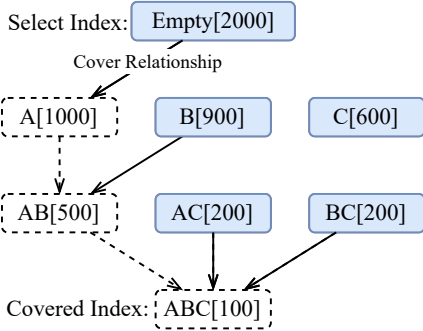 Select Index: Empty[2000]
Cover Relationship
A[1000] B[900] C[600]
AB[500] AC[200] BC[200]
Covered Index: ABC[100]